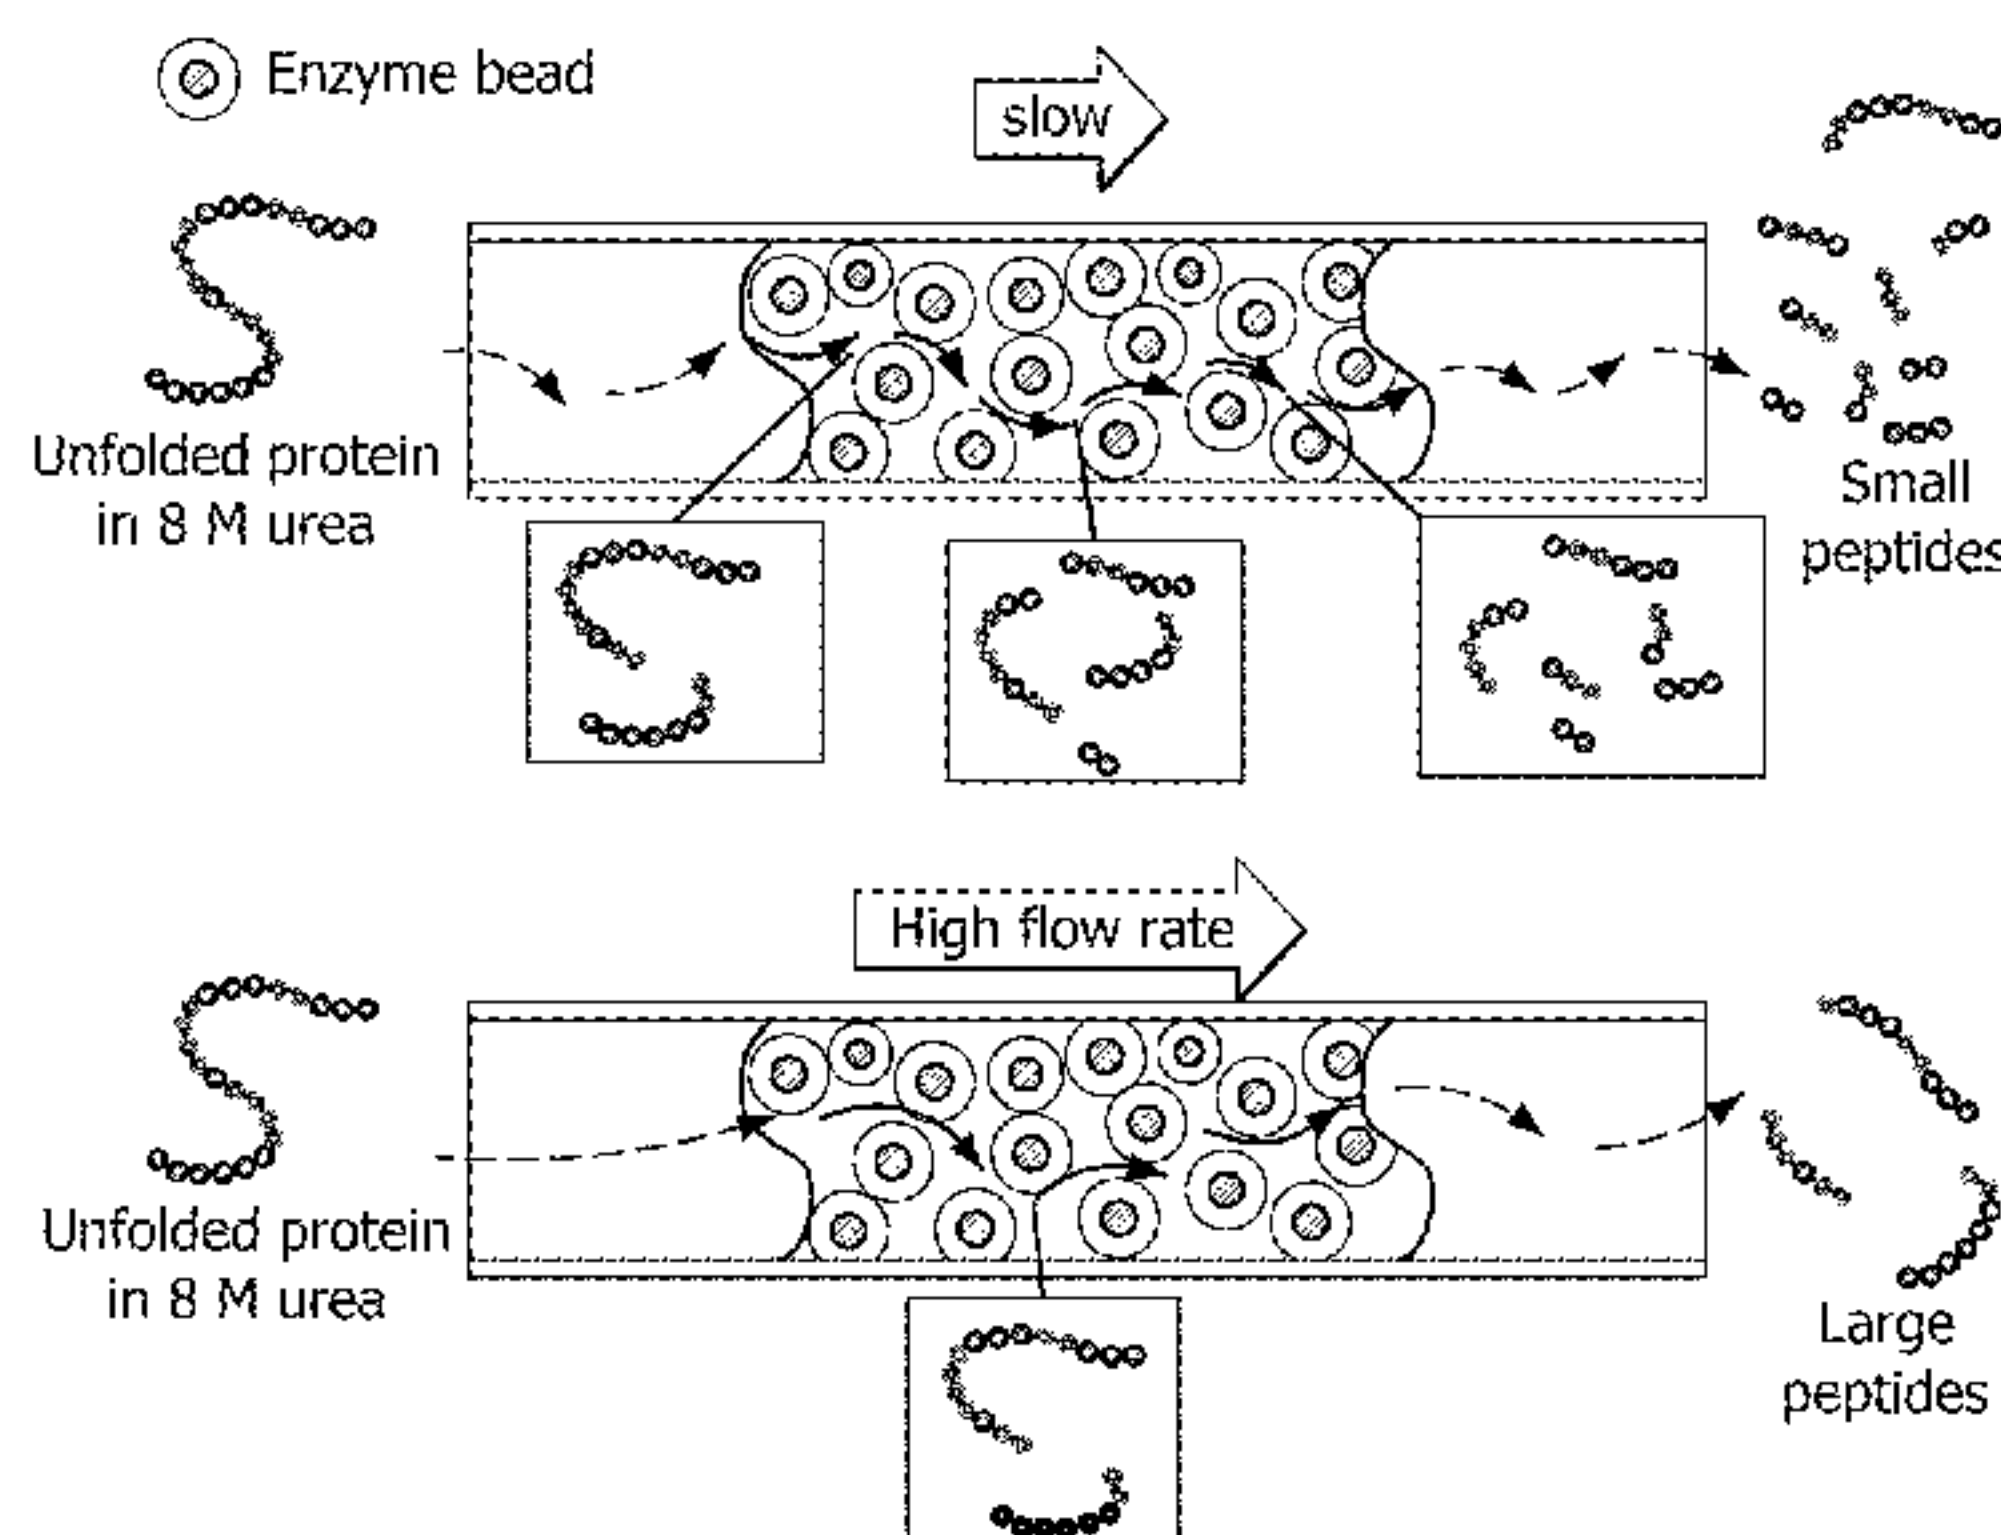 Enzyme bead
slow
Unfolded protein
in 8 M urea
Small
peptides
High flow rate
Unfolded protein
in 8 M urea
Large
peptides